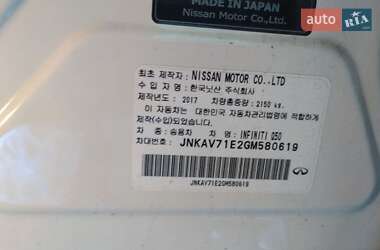 auto RIA.com
MADE IN JAPAN
Nissan Motor Co.,Ltd.
최초 제작자 : NISSAN MOTOR CO.,LTD
수 입 자 명 : 한국닛산 주식회사
제작년도 : 2017 차량총중량 : 2150 kg.
이 자동차는 대한민국 자동차관리법령에 적합하게
제작(수입)되었습니다.
차 종 : 승용차 차 명 : INFINITI Q50
차대번호 : JNKAV71E2GM580619
JNKAV71E2GM580619